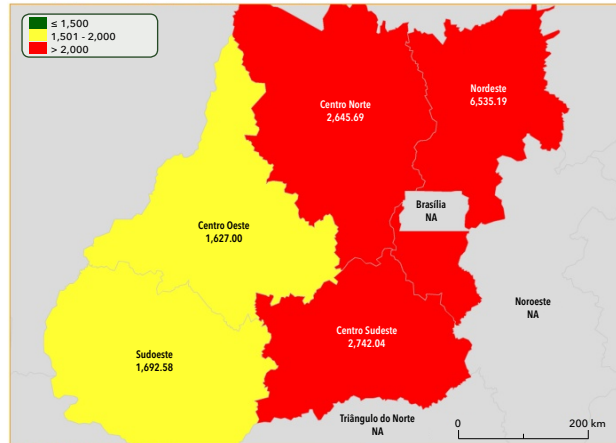 ≤ 1,500
1,501 - 2,000
> 2,000
Nordeste
6,535.19
Centro Norte
2,645.69
Brasília
NA
Centro Oeste
1,627.00
Noroeste
NA
Centro Sudeste
2,742.04
Sudoeste
1,692.58
Triângulo do Norte
NA
0 200 km